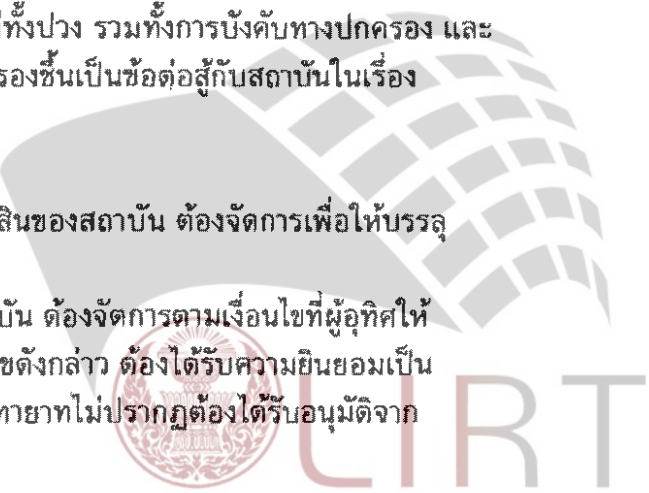 ทั้งปวง รวมทั้งการบังคับทางปกครอง และ
รองขึ้นเป็นข้อต่อสู้กับสถาบันในเรื่อง
สินของสถาบัน ต้องจัดการเพื่อให้บรรลุ
บัน ต้องจัดการตามเงื่อนไขที่ผู้อุทิศให้
ขดังกล่าว ต้องได้รับความยินยอมเป็น
ทายาทไม่ปรากฏต้องได้รับอนุมัติจาก
LIRT